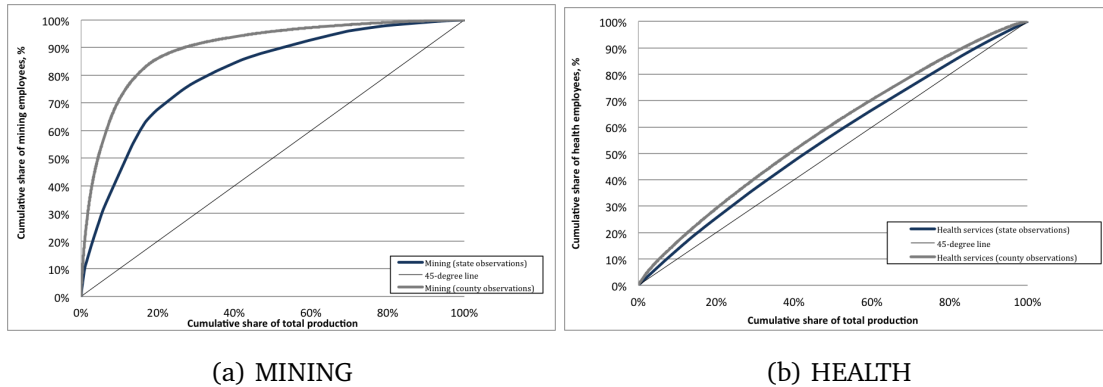 Cumulative share of mining employees, %
100%
90%
80%
70%
60%
50%
40%
30%
20%
10%
0%
0% 20% 40% 60% 80% 100%
Cumulative share of total production
Mining (state observations)
45-degree line
Mining (county observations)
(a) MINING
Cumulative share of health employees, %
100%
90%
80%
70%
60%
50%
40%
30%
20%
10%
0%
0% 20% 40% 60% 80% 100%
Cumulative share of total production
Health services (state observations)
45-degree line
Health services (county observations)
(b) HEALTH